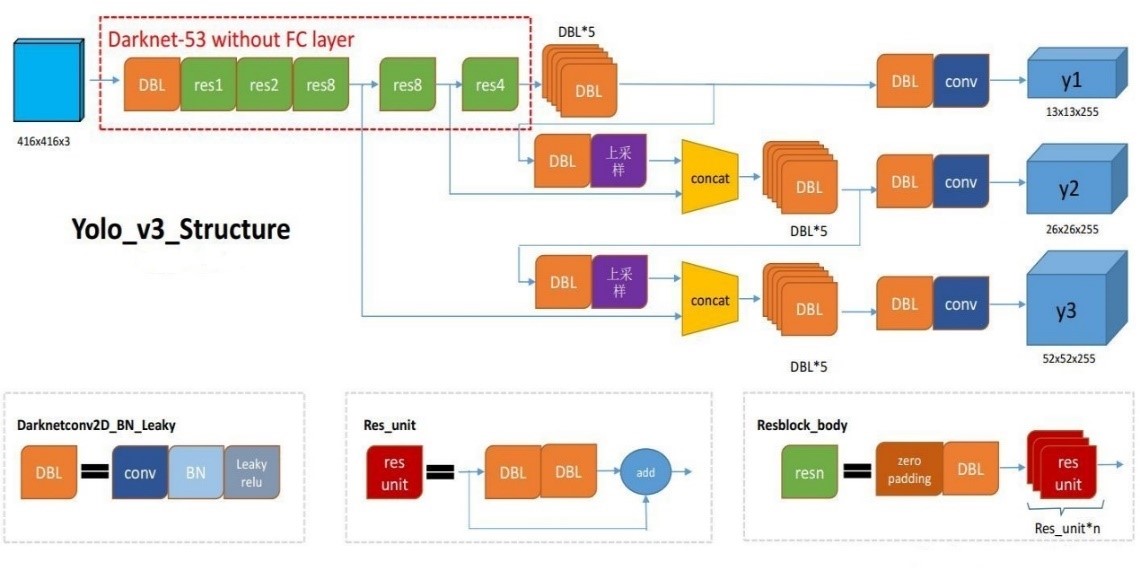 Darknet-53 without FC layer
DBL*5
DBL res1 res2 res8 res8 res4 DBL DBL conv y1
416x416x3
13x13x255
DBL 上采样 concat DBL DBL conv y2
DBL*5
26x26x255
Yolo_v3_Structure
DBL 上采样 concat DBL DBL conv y3
DBL*5
52x52x255
Darknetconv2D_BN_Leaky
DBL = conv BN Leaky relu
Res_unit
res unit = DBL DBL add
Resblock_body
resn = zero padding DBL res unit
Res_unit*n